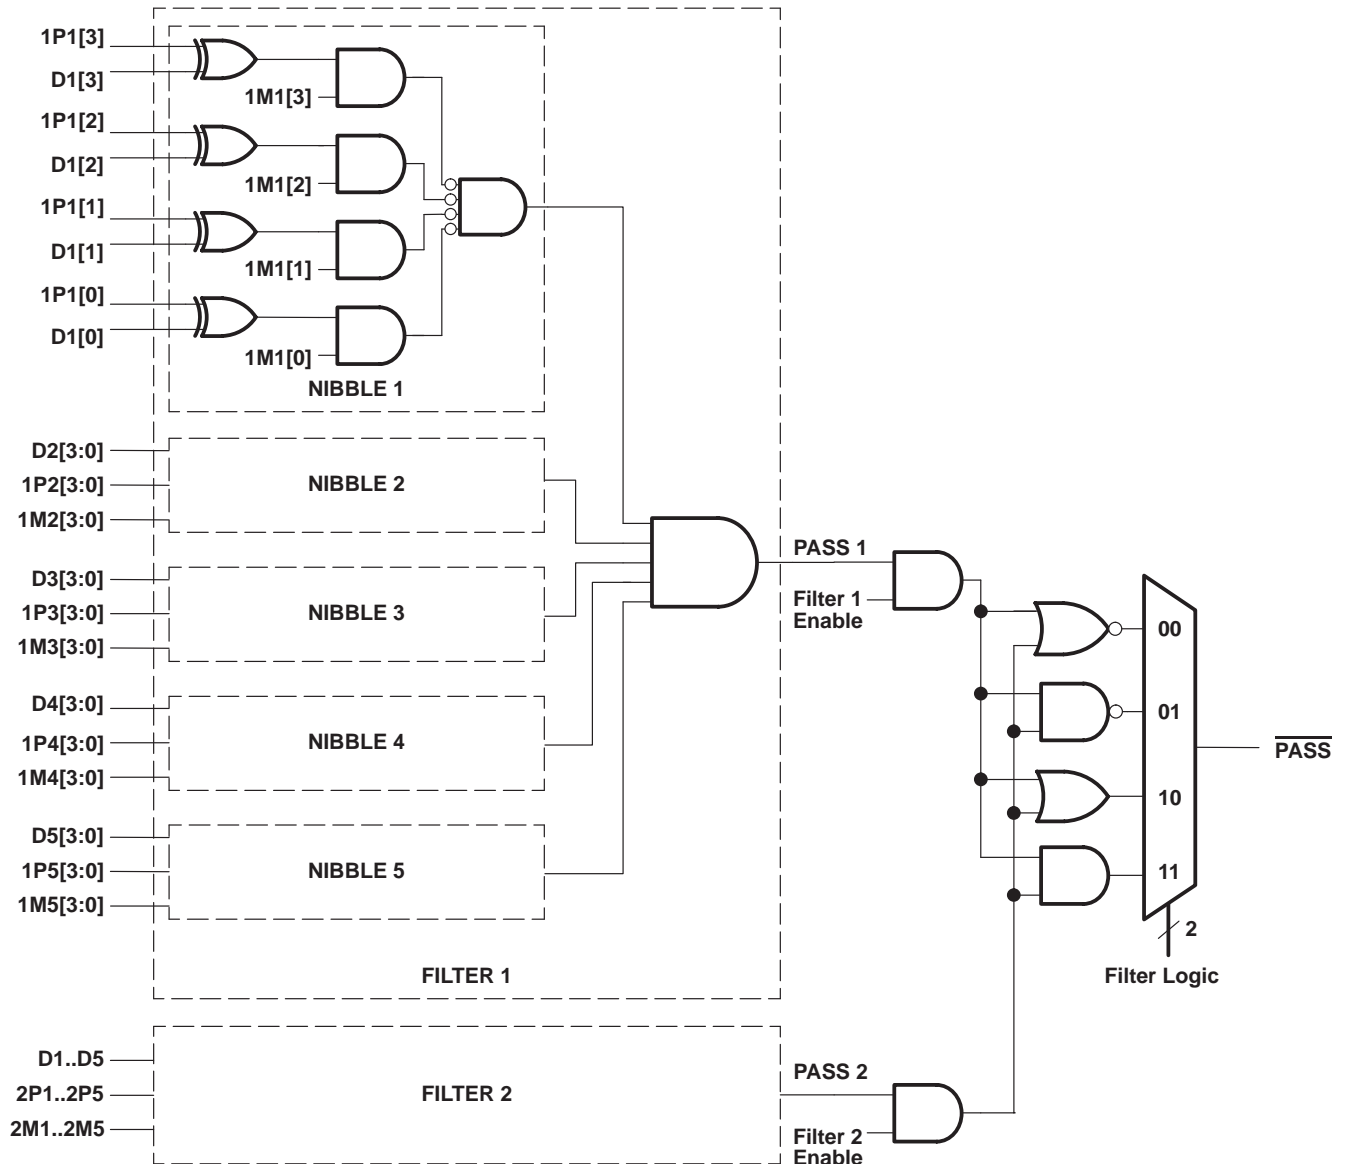 1P1[3]
D1[3]
1M1[3]
1P1[2]
D1[2]
1M1[2]
1P1[1]
D1[1]
1M1[1]
1P1[0]
D1[0]
1M1[0]
NIBBLE 1
D2[3:0]
1P2[3:0]
1M2[3:0]
NIBBLE 2
D3[3:0]
1P3[3:0]
1M3[3:0]
NIBBLE 3
D4[3:0]
1P4[3:0]
1M4[3:0]
NIBBLE 4
D5[3:0]
1P5[3:0]
1M5[3:0]
NIBBLE 5
FILTER 1
PASS 1
Filter 1
Enable
00
01
10
11
PASS
2
Filter Logic
D1..D5
2P1..2P5
2M1..2M5
FILTER 2
PASS 2
Filter 2
Enable